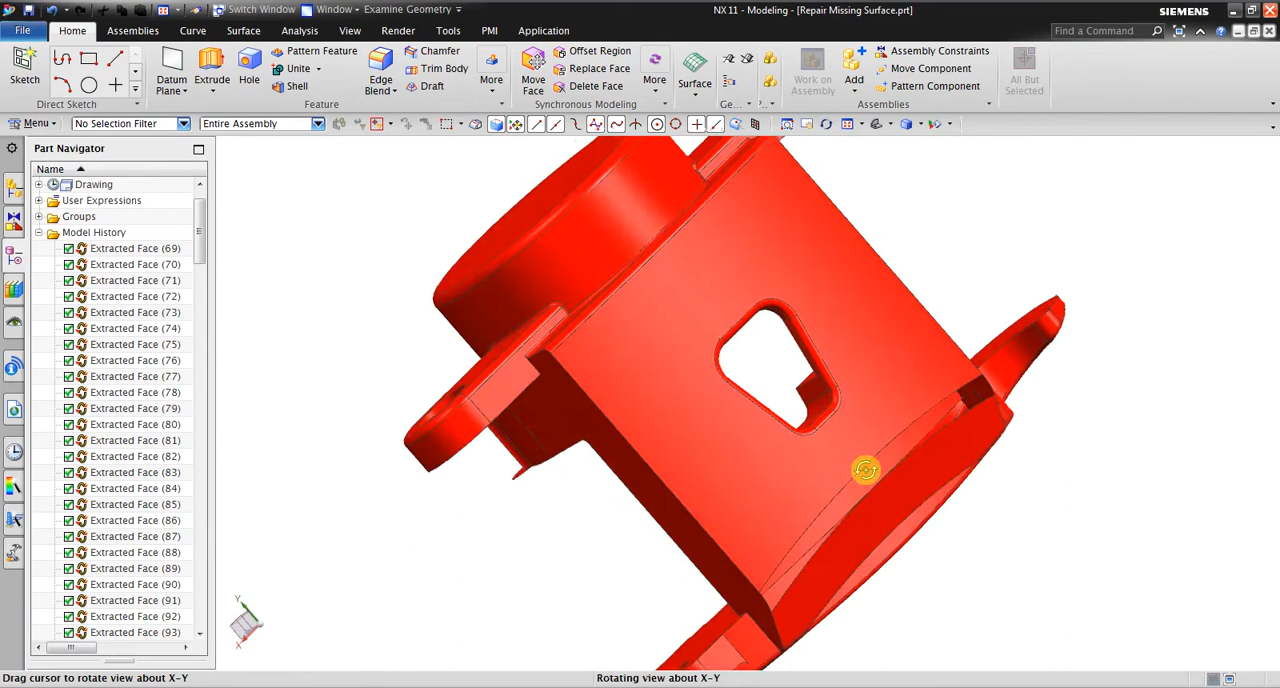 Switch Window Window Examine Geometry
NX 11 - Modeling - [Repair Missing Surface.prt]
SIEMENS
File Home Assemblies Curve Surface Analysis View Render Tools PMI Application
Find a Command
Sketch
Direct Sketch
Datum Plane
Extrude
Hole
Pattern Feature
Unite
Shell
Edge Blend
Chamfer
Trim Body
Draft
More
Feature
Move Face
Offset Region
Replace Face
Delete Face
More
Synchronous Modeling
Surface
Ge...
P..
Work on Assembly
Add
Assembly Constraints
Move Component
Pattern Component
All But Selected
Assemblies
Menu
No Selection Filter
Entire Assembly
Part Navigator
Name
Drawing
User Expressions
Groups
Model History
Extracted Face (69)
Extracted Face (70)
Extracted Face (71)
Extracted Face (72)
Extracted Face (73)
Extracted Face (74)
Extracted Face (75)
Extracted Face (76)
Extracted Face (77)
Extracted Face (78)
Extracted Face (79)
Extracted Face (80)
Extracted Face (81)
Extracted Face (82)
Extracted Face (83)
Extracted Face (84)
Extracted Face (85)
Extracted Face (86)
Extracted Face (87)
Extracted Face (88)
Extracted Face (89)
Extracted Face (90)
Extracted Face (91)
Extracted Face (92)
Extracted Face (93)
Y
X
Drag cursor to rotate view about X-Y
Rotating view about X-Y